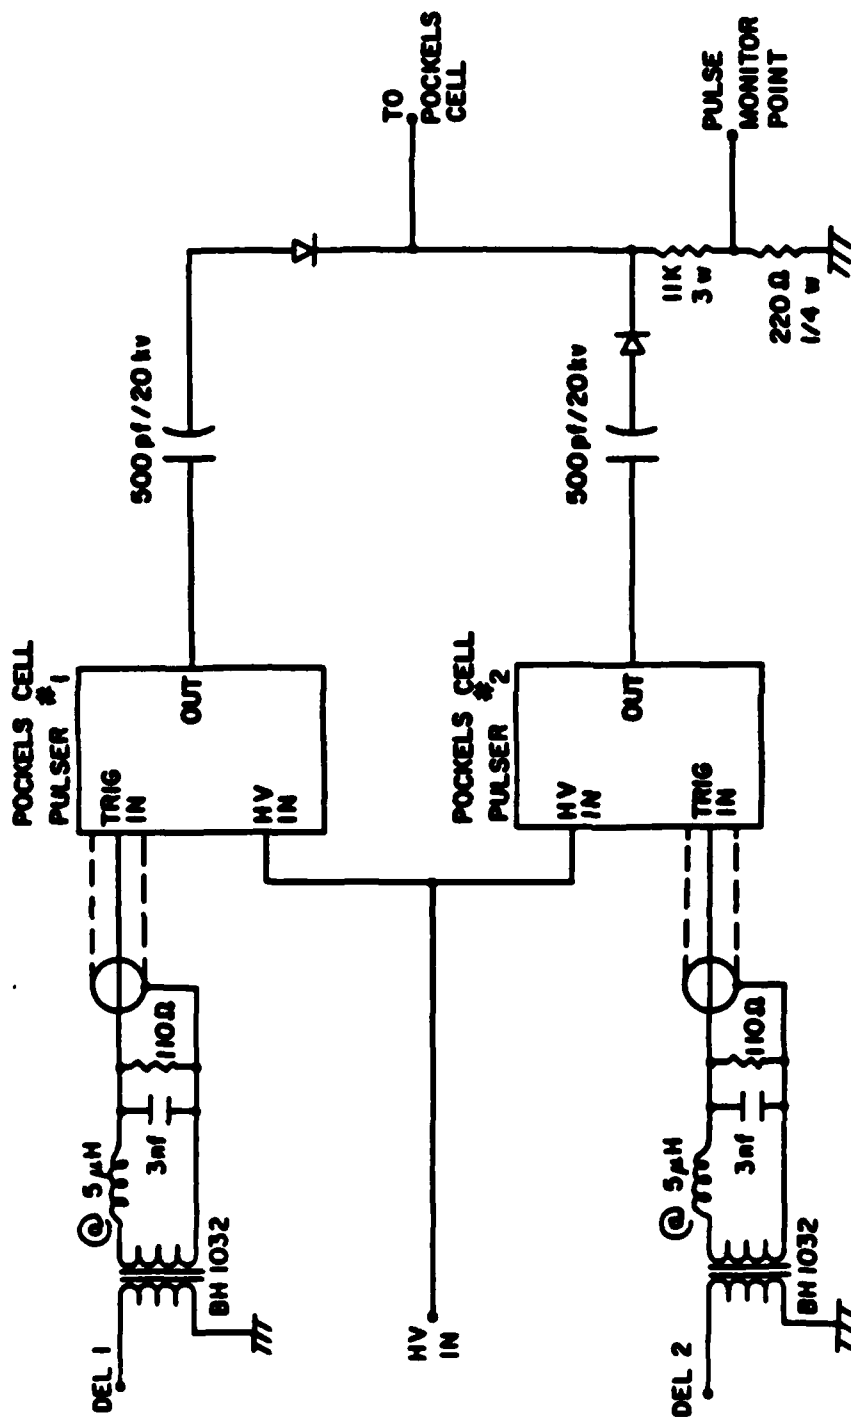 DEL 1
BH 1032
@ 5μH
3nf
110Ω
POCKELS CELL
PULSER #1
TRIG
IN
HV
IN
OUT
500pf/20kv
TO
POCKELS
CELL
HV
IN
DEL 2
BH 1032
@ 5μH
3nf
110Ω
POCKELS CELL
PULSER #2
HV
IN
TRIG
IN
OUT
500pf/20kv
11K
3w
220Ω
1/4 w
PULSE
MONITOR
POINT